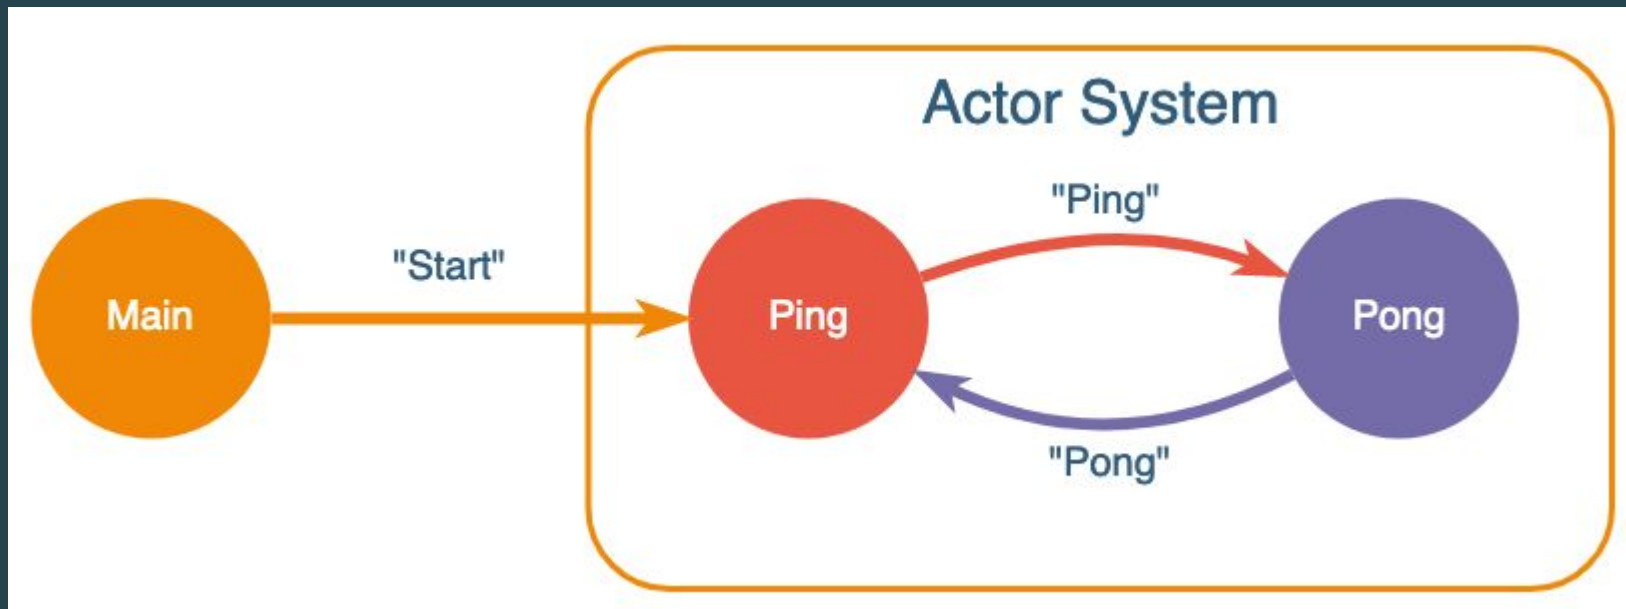 Actor System
"Ping"
"Start"
Main
Ping
Pong
"Pong"